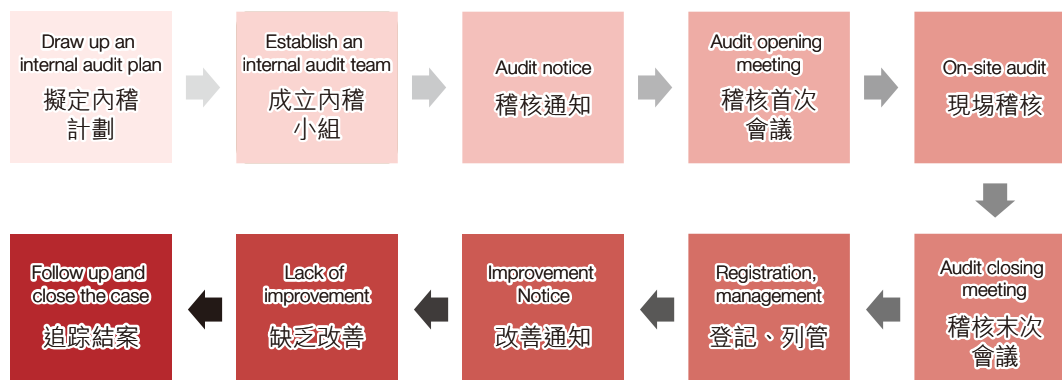 Draw up an
internal audit plan
擬定內稽
計劃
Establish an
internal audit team
成立內稽
小組
Audit notice
稽核通知
Audit opening
meeting
稽核首次
會議
On-site audit
現場稽核
Audit closing
meeting
稽核末次
會議
Registration,
management
登記、列管
Improvement
Notice
改善通知
Lack of
improvement
缺乏改善
Follow up and
close the case
追踪結案